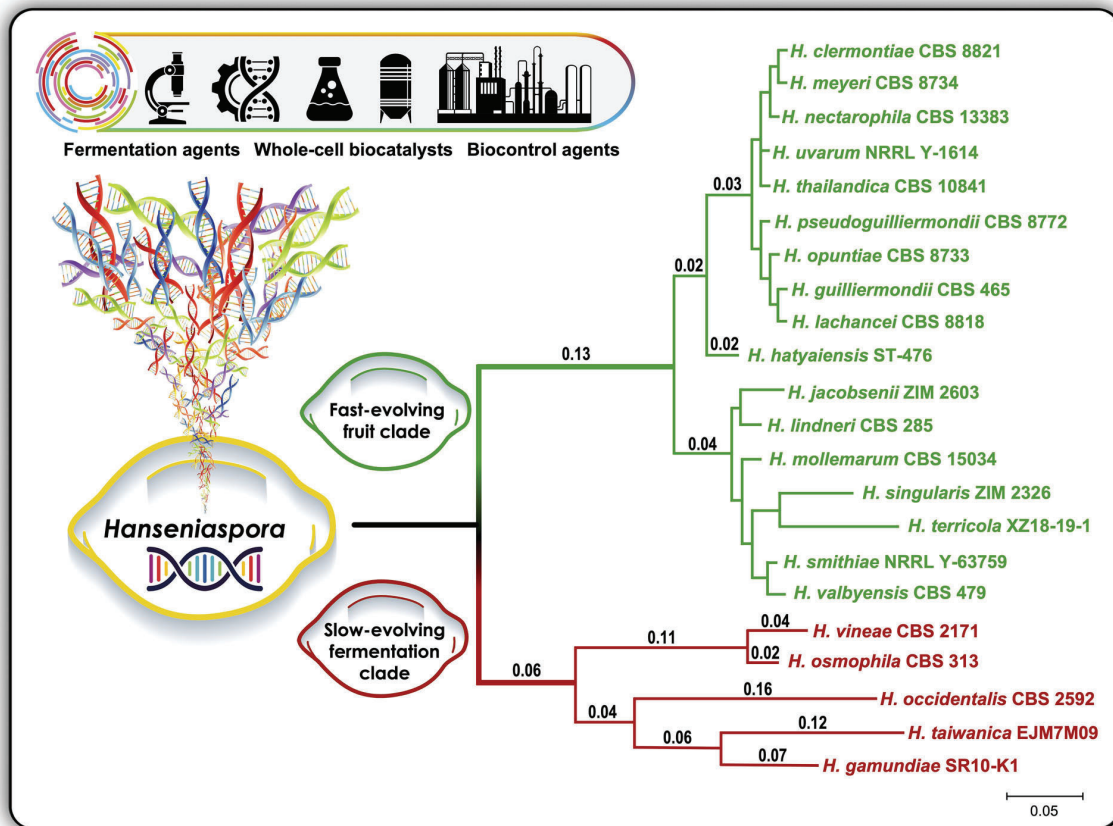 Fermentation agents Whole-cell biocatalysts Biocontrol agents
Hanseniaspora
Fast-evolving
fruit clade
Slow-evolving
fermentation
clade
0.13
0.02
0.03
H. clermontiae CBS 8821
H. meyeri CBS 8734
H. nectarophila CBS 13383
H. uvarum NRRL Y-1614
H. thailandica CBS 10841
H. pseudoguilliermondii CBS 8772
H. opuntiae CBS 8733
H. guilliermondii CBS 465
H. lachancei CBS 8818
0.02
H. hatyaiensis ST-476
0.04
H. jacobsenii ZIM 2603
H. lindneri CBS 285
H. mollemarum CBS 15034
H. singularis ZIM 2326
H. terricola XZ18-19-1
H. smithiae NRRL Y-63759
H. valbyensis CBS 479
0.06
0.11
0.04
H. vineae CBS 2171
0.02
H. osmophila CBS 313
0.04
0.16
H. occidentalis CBS 2592
0.06
0.12
H. taiwanica EJM7M09
0.07
H. gamundiae SR10-K1
0.05